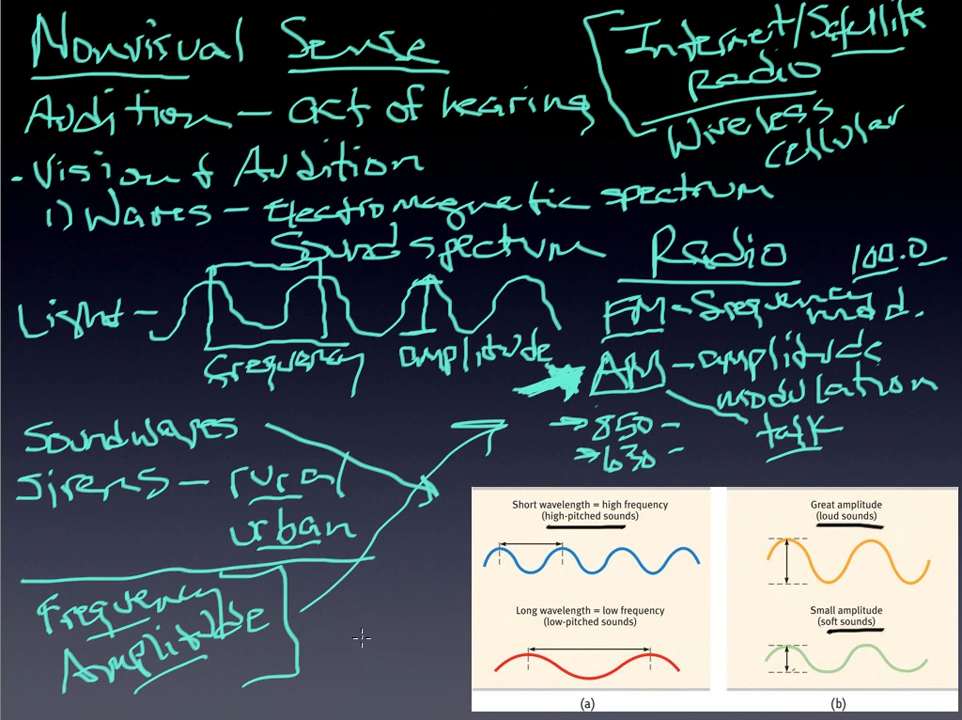 Nonvisual Sense
Internet/Satellite
Radio
Wireless
cellular
Audition - act of hearing
- Vision & Audition
1) Waves - Electromagnetic spectrum
Sound spectrum
Light -
frequency
amplitude
Radio 100.0
FM - frequency mod.
AM - amplitude
modulation
talk
→ 850 -
→ 630 -
Soundwaves
Sirens - rural
urban
Frequency
Amplitude
Short wavelength = high frequency
(high-pitched sounds)
Long wavelength = low frequency
(low-pitched sounds)
(a)
Great amplitude
(loud sounds)
Small amplitude
(soft sounds)
(b)